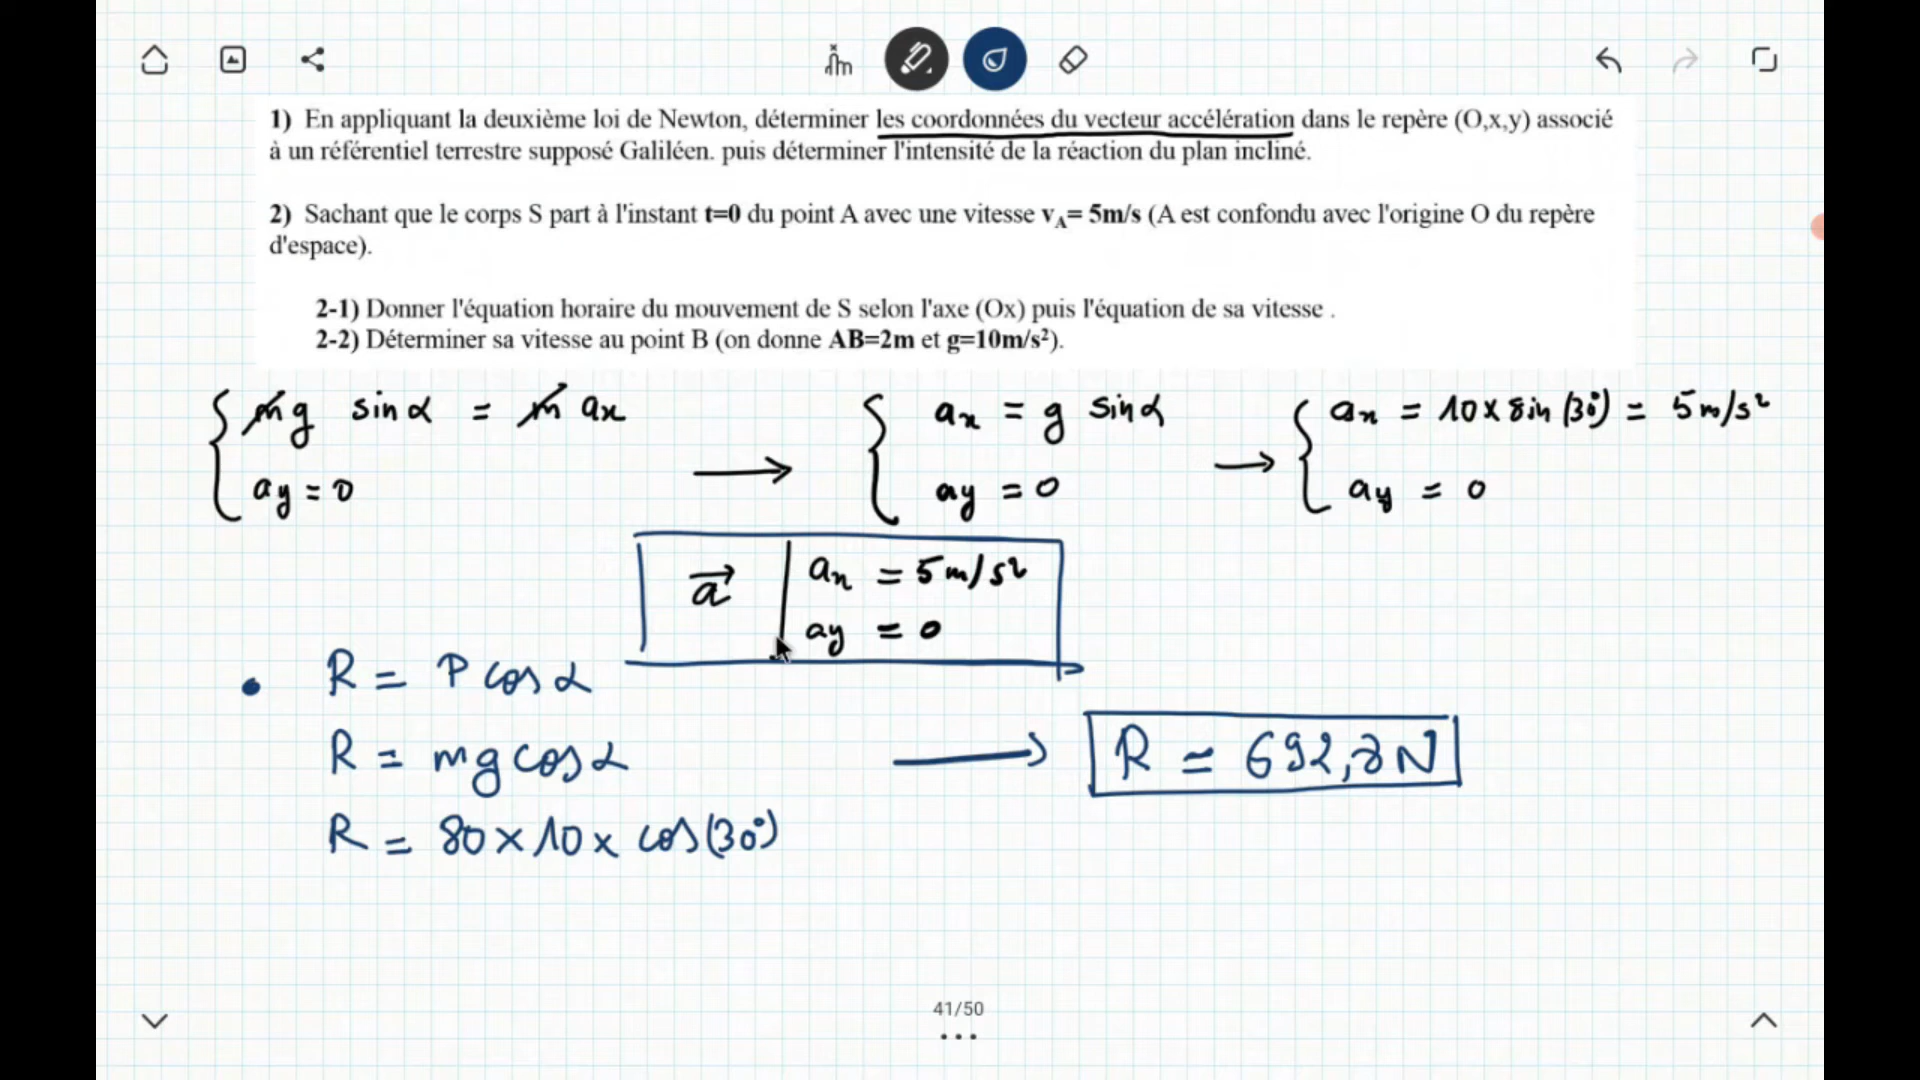 1) En appliquant la deuxième loi de Newton, déterminer les coordonnées du vecteur accélération dans le repère (O,x,y) associé
à un référentiel terrestre supposé Galiléen. puis déterminer l'intensité de la réaction du plan incliné.
2) Sachant que le corps S part à l'instant t=0 du point A avec une vitesse vA= 5m/s (A est confondu avec l'origine O du repère
d'espace).
2-1) Donner l'équation horaire du mouvement de S selon l'axe (Ox) puis l'équation de sa vitesse .
2-2) Déterminer sa vitesse au point B (on donne AB=2m et g=10m/s²).
{ mg sin α = m ax → { ax = g sin α → { ax = 10 x sin (30°) = 5 m/s²
ay = 0 ay = 0 ay = 0
a⃗ | ax = 5 m/s²
ay = 0
• R = P cos α
R = mg cos α → R = 692,8 N
R = 80 x 10 x cos (30°)
41/50